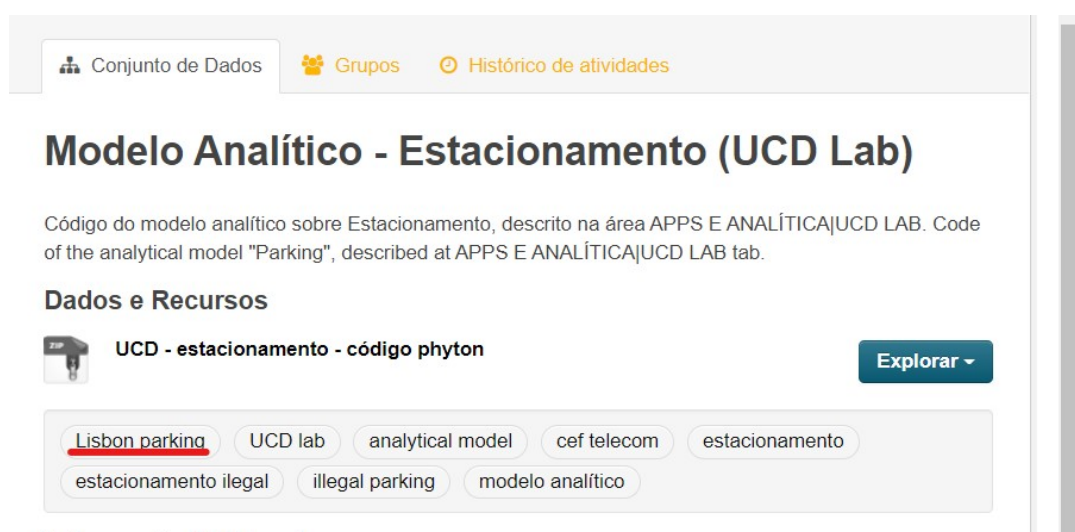 Conjunto de Dados Grupos Histórico de atividades
Modelo Analítico - Estacionamento (UCD Lab)
Código do modelo analítico sobre Estacionamento, descrito na área APPS E ANALÍTICA|UCD LAB. Code
of the analytical model "Parking", described at APPS E ANALÍTICA|UCD LAB tab.
Dados e Recursos
ZIP UCD - estacionamento - código phyton
Explorar
Lisbon parking UCD lab analytical model cef telecom estacionamento
estacionamento ilegal illegal parking modelo analítico